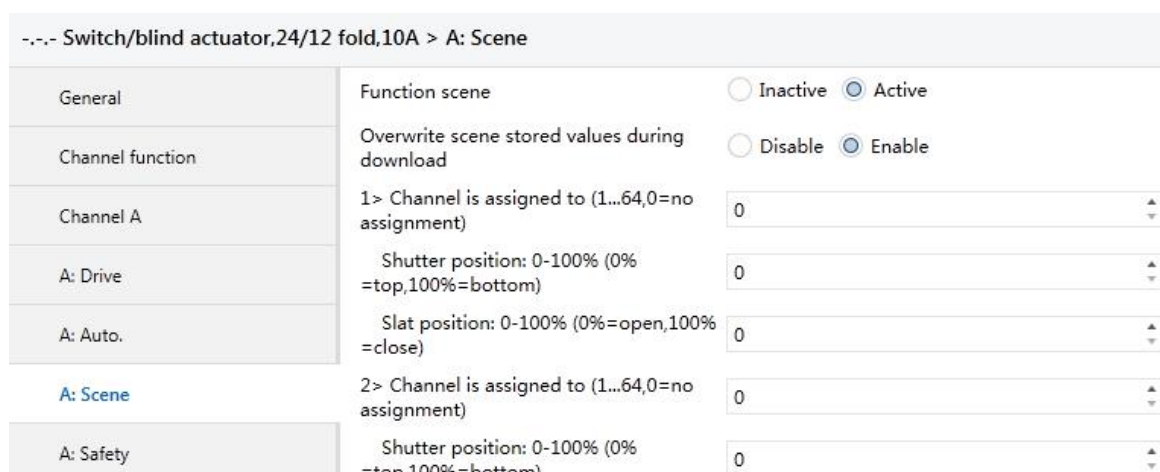 -.-.- Switch/blind actuator,24/12 fold,10A > A: Scene
General
Channel function
Channel A
A: Drive
A: Auto.
A: Scene
A: Safety
Function scene
Inactive Active
Overwrite scene stored values during
download
Disable Enable
1> Channel is assigned to (1...64,0=no
assignment)
0
Shutter position: 0-100% (0%
=top,100%=bottom)
0
Slat position: 0-100% (0%=open,100%
=close)
0
2> Channel is assigned to (1...64,0=no
assignment)
0
Shutter position: 0-100% (0%
=top,100%=bottom)
0